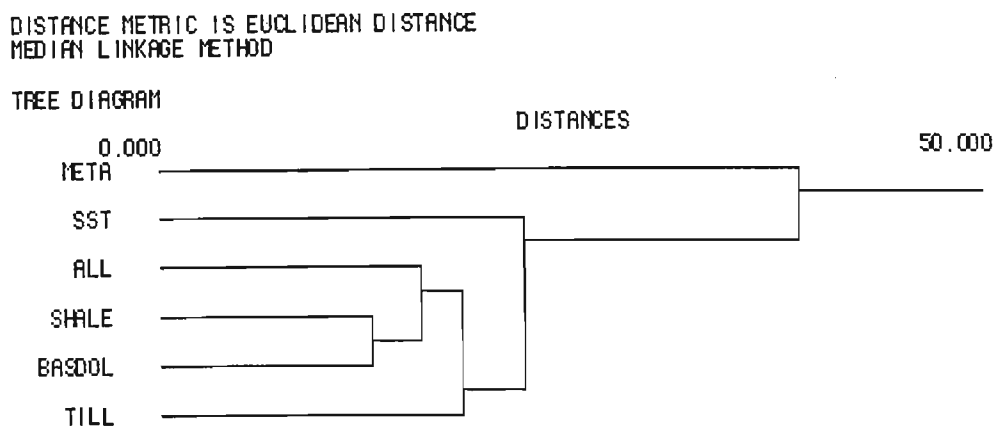 DISTANCE METRIC IS EUCLIDEAN DISTANCE
MEDIAN LINKAGE METHOD
TREE DIAGRAM
DISTANCES
0.000 50.000
META
SST
ALL
SHALE
BASDOL
TILL